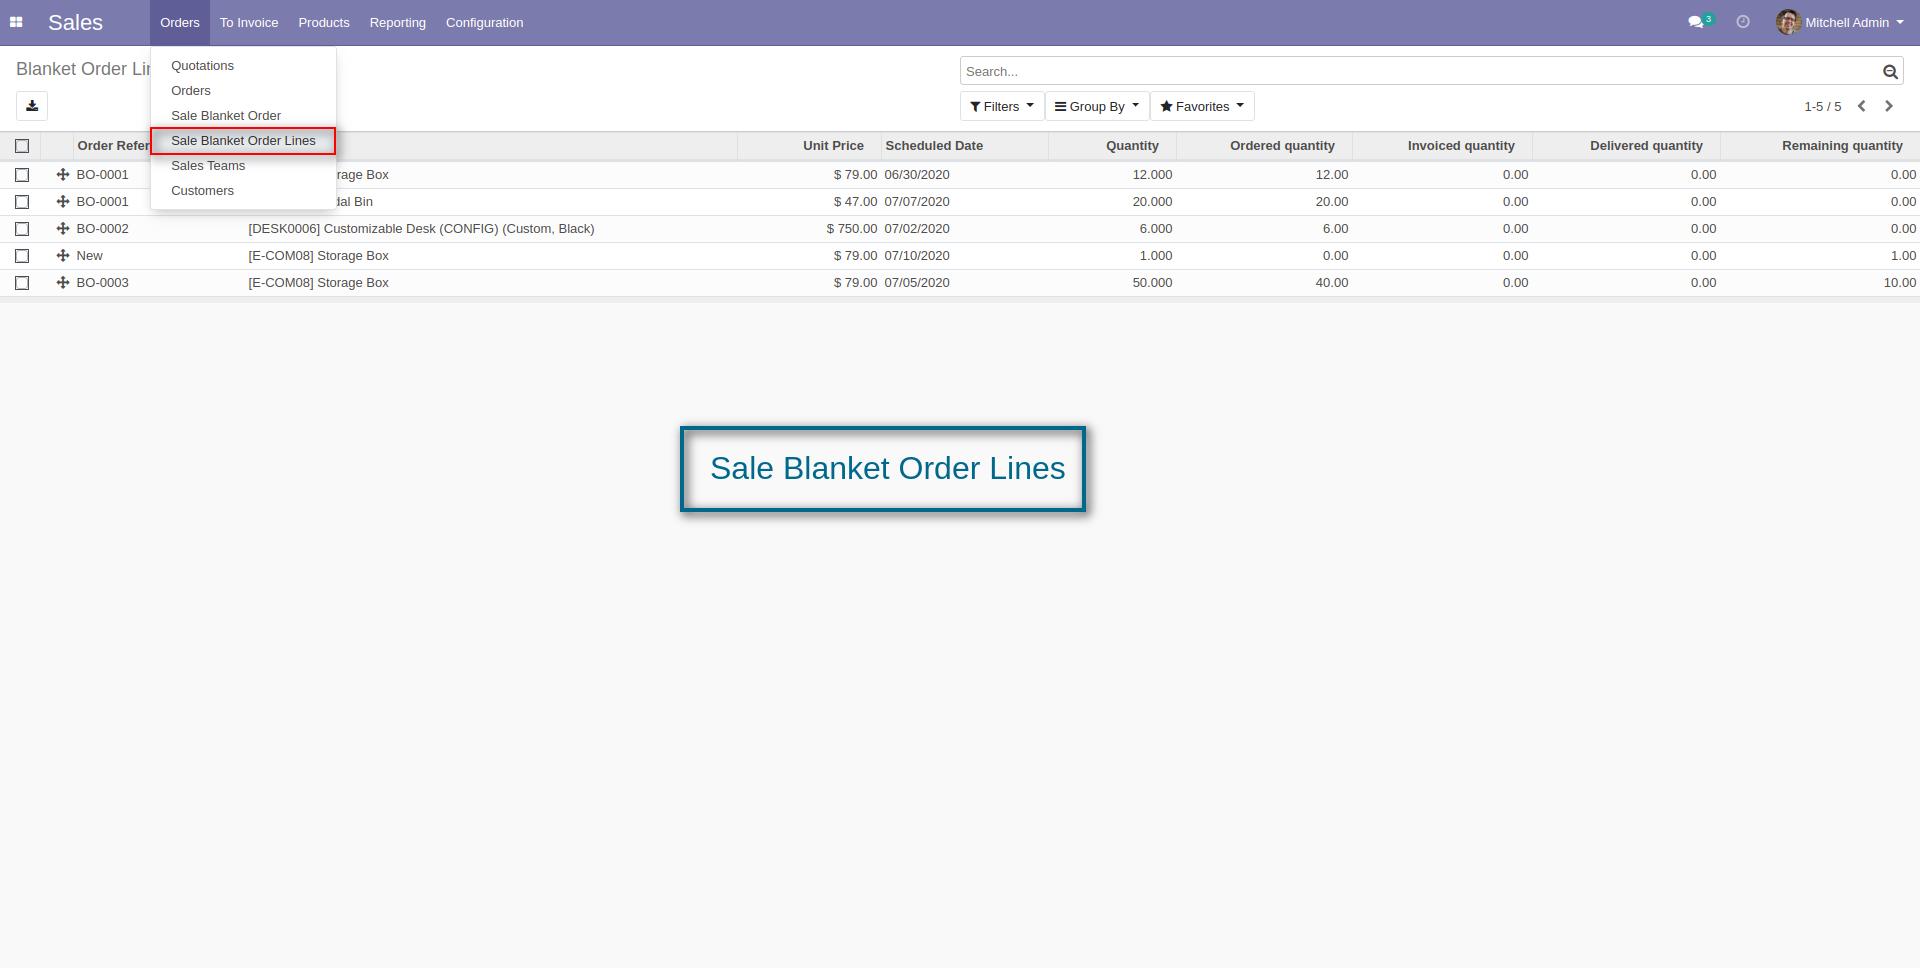 Sales Orders To Invoice Products Reporting Configuration 3 Mitchell Admin
Blanket Order
Search...
Filters Group By Favorites 1-5 / 5
Quotations
Orders
Sale Blanket Order
Sale Blanket Order Lines
Sales Teams
Customers
Order Unit Price Scheduled Date Quantity Ordered quantity Invoiced quantity Delivered quantity Remaining quantity
BO-0001 Box $ 79.00 06/30/2020 12.000 12.00 0.00 0.00 0.00
BO-0001 Bin $ 47.00 07/07/2020 20.000 20.00 0.00 0.00 0.00
BO-0002 [DESK0006] Customizable Desk (CONFIG) (Custom, Black) $ 750.00 07/02/2020 6.000 6.00 0.00 0.00 0.00
New [E-COM08] Storage Box $ 79.00 07/10/2020 1.000 0.00 0.00 0.00 1.00
BO-0003 [E-COM08] Storage Box $ 79.00 07/05/2020 50.000 40.00 0.00 0.00 10.00
Sale Blanket Order Lines